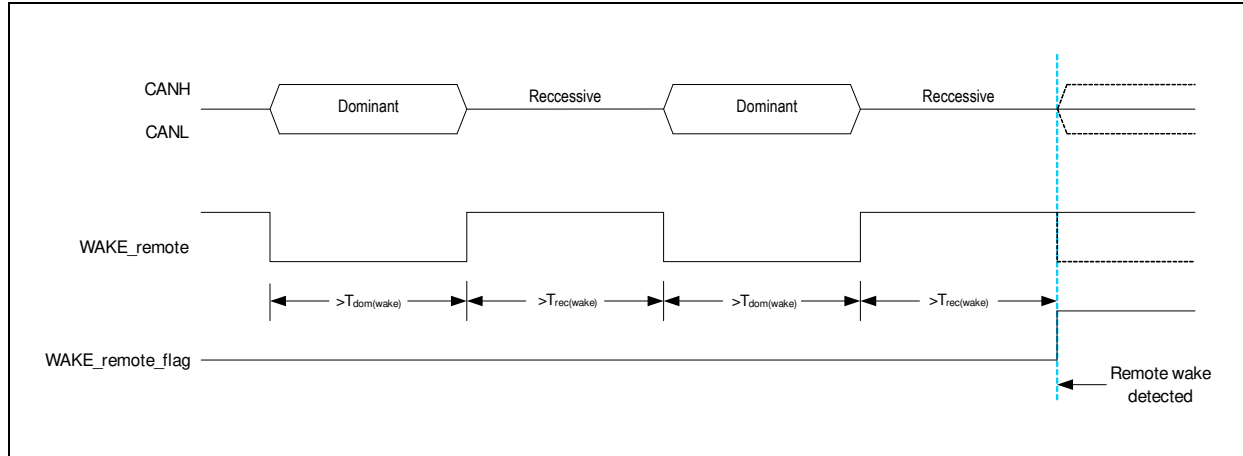 CANH
Dominant
Reccessive
Dominant
Reccessive
CANL
WAKE_remote
>Tdom(wake)
>Trec(wake)
>Tdom(wake)
>Trec(wake)
WAKE_remote_flag
Remote wake
detected